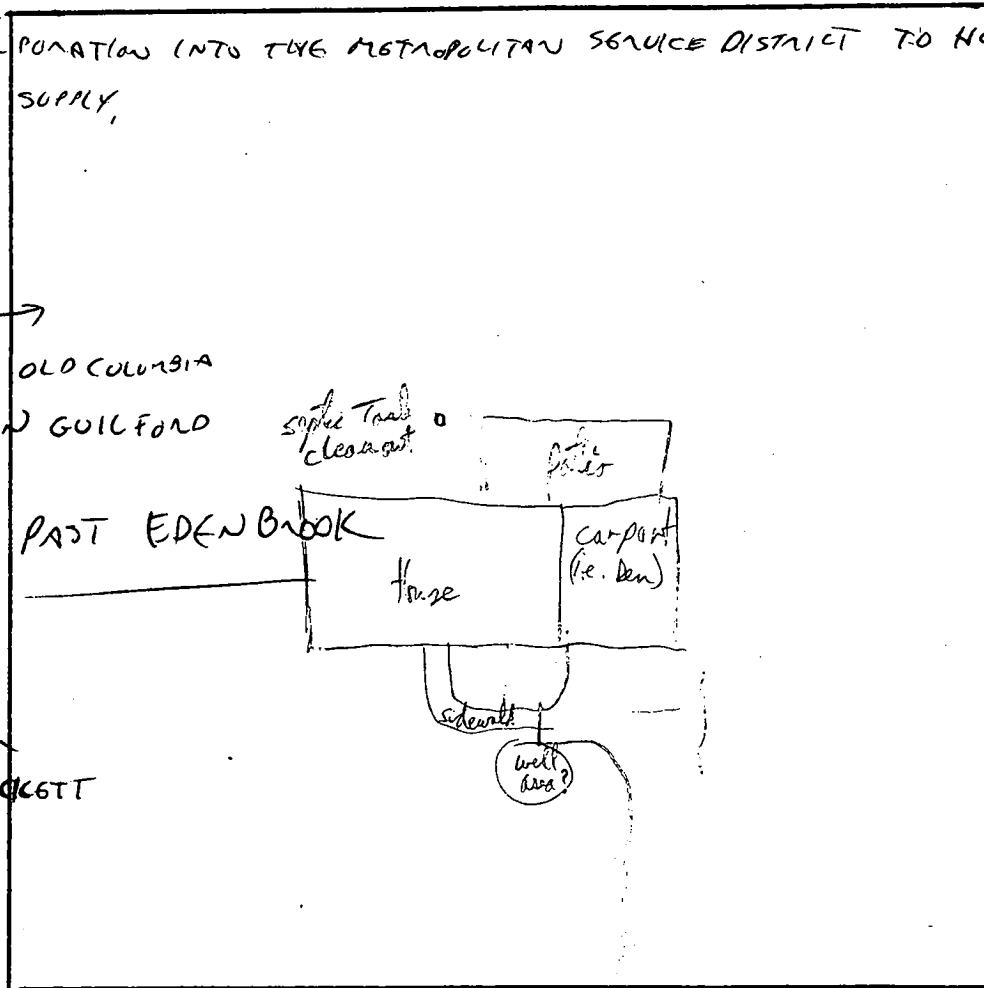 PORATION INTO THE METROPOLITAN SERVICE DISTRICT TO
SUPPLY,
OLD COLUMBIA
GUILFORD
septic Tank
cleanout
patio
PAST EDENBROOK
carport
(i.e. Den)
House
sidewalk
well
area?
CKETT